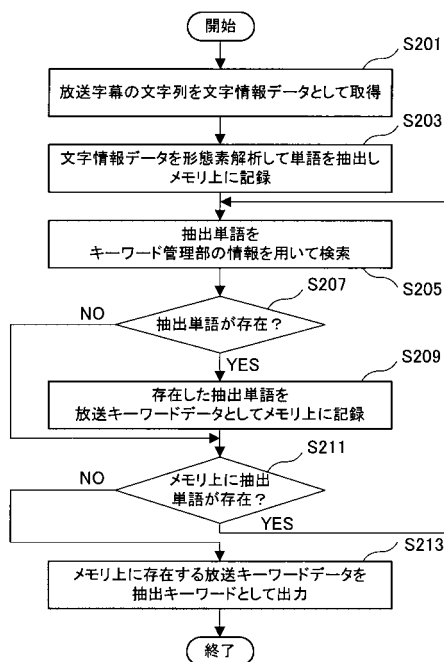 開始
S201
放送字幕の文字列を文字情報データとして取得
S203
文字情報データを形態素解析して単語を抽出し
メモリ上に記録
抽出単語を
キーワード管理部の情報を用いて検索
S205
S207
NO
抽出単語が存在?
YES
S209
存在した抽出単語を
放送キーワードデータとしてメモリ上に記録
S211
NO
メモリ上に抽出
単語が存在?
YES
S213
メモリ上に存在する放送キーワードデータを
抽出キーワードとして出力
終了